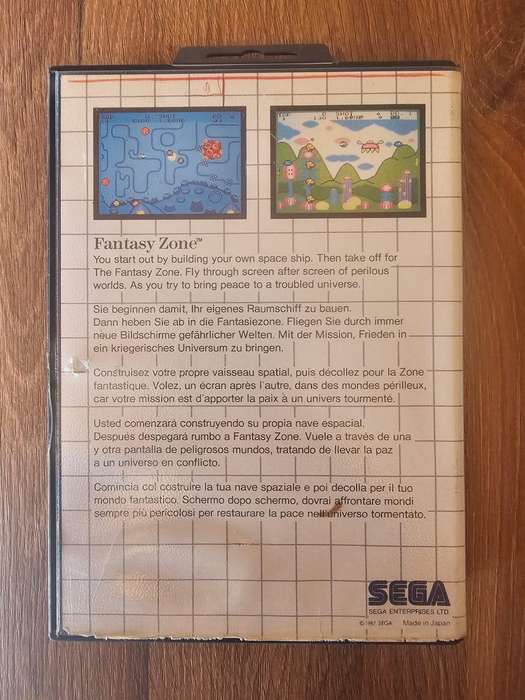 Fantasy Zone™
You start out by building your own space ship. Then take off for
The Fantasy Zone. Fly through screen after screen of perilous
worlds. As you try to bring peace to a troubled universe.
Sie beginnen damit, Ihr eigenes Raumschiff zu bauen.
Dann heben Sie ab in die Fantasiezone. Fliegen Sie durch immer
neue Bildschirme gefährlicher Welten. Mit der Mission, Frieden in
ein kriegerisches Universum zu bringen.
Construisez votre propre vaisseau spatial, puis décollez pour la Zone
fantastique. Volez, un écran après l'autre, dans des mondes périlleux,
car votre mission est d'apporter la paix à un univers tourmenté.
Usted comenzará construyendo su propia nave espacial.
Después despegará rumbo a Fantasy Zone. Vuele a través de una
y otra pantalla de peligrosos mundos, tratando de llevar la paz
a un universo en conflicto.
Comincia col costruire la tua nave spaziale e poi decolla per il tuo
mondo fantastico. Schermo dopo schermo, dovrai affrontare mondi
sempre più pericolosi per restaurare la pace nell'universo tormentato.
SEGA
SEGA ENTERPRISES LTD.
© 1987 SEGA Made in Japan